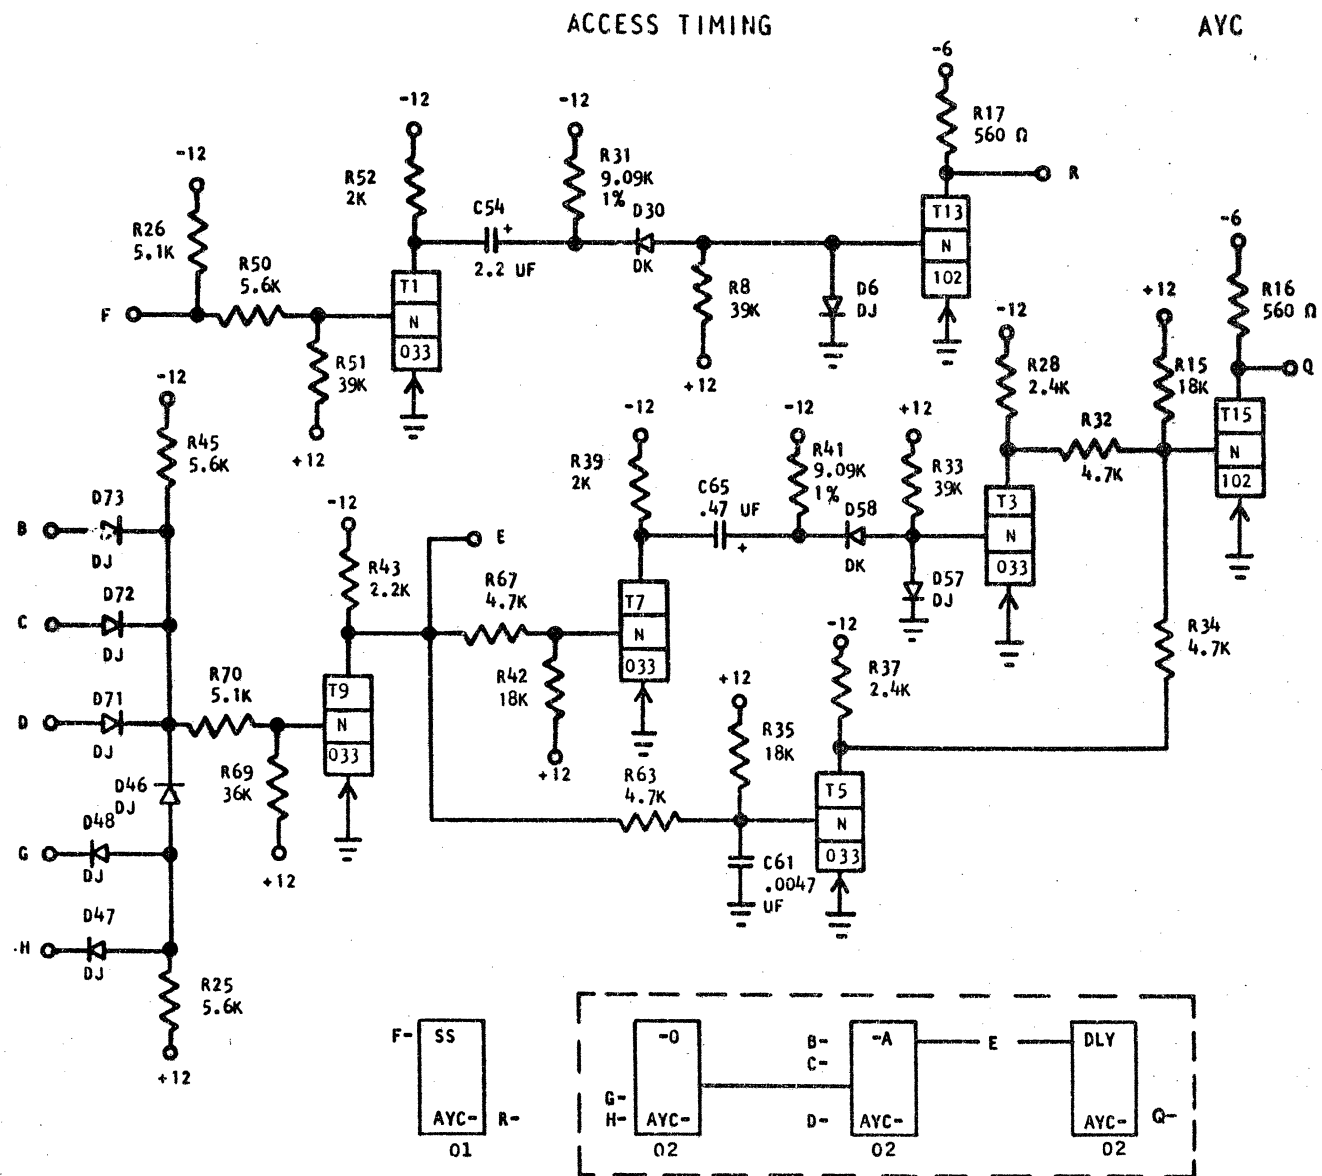 ACCESS TIMING
AYC
-6
R17
560 Ω
R
-12
-12
-12
R52
2K
R31
9.09K
1%
C54
+
2.2 UF
D30
DK
T13
N
102
R26
5.1K
R50
5.6K
F
T1
N
033
R51
39K
+12
R8
39K
+12
D6
DJ
-6
R16
560 Ω
Q
T15
N
102
-12
R28
2.4K
+12
R15
18K
R32
4.7K
-12
R45
5.6K
-12
R39
2K
-12
R41
9.09K
1%
+12
R33
39K
C65
.47 UF
+
D58
DK
T3
N
033
D57
DJ
B
D73
DJ
-12
R43
2.2K
E
R67
4.7K
T7
N
033
C
D72
DJ
R42
18K
+12
R34
4.7K
D
D71
DJ
R70
5.1K
T9
N
033
R69
36K
+12
-12
R37
2.4K
+12
R35
18K
R63
4.7K
T5
N
033
C61
.0047
UF
D46
DJ
D48
G
DJ
D47
H
DJ
R25
5.6K
+12
F-
SS
AYC-
R-
01
-O
G-
H-
AYC-
02
B-
C-
-A
D-
AYC-
02
E
DLY
AYC-
Q-
02